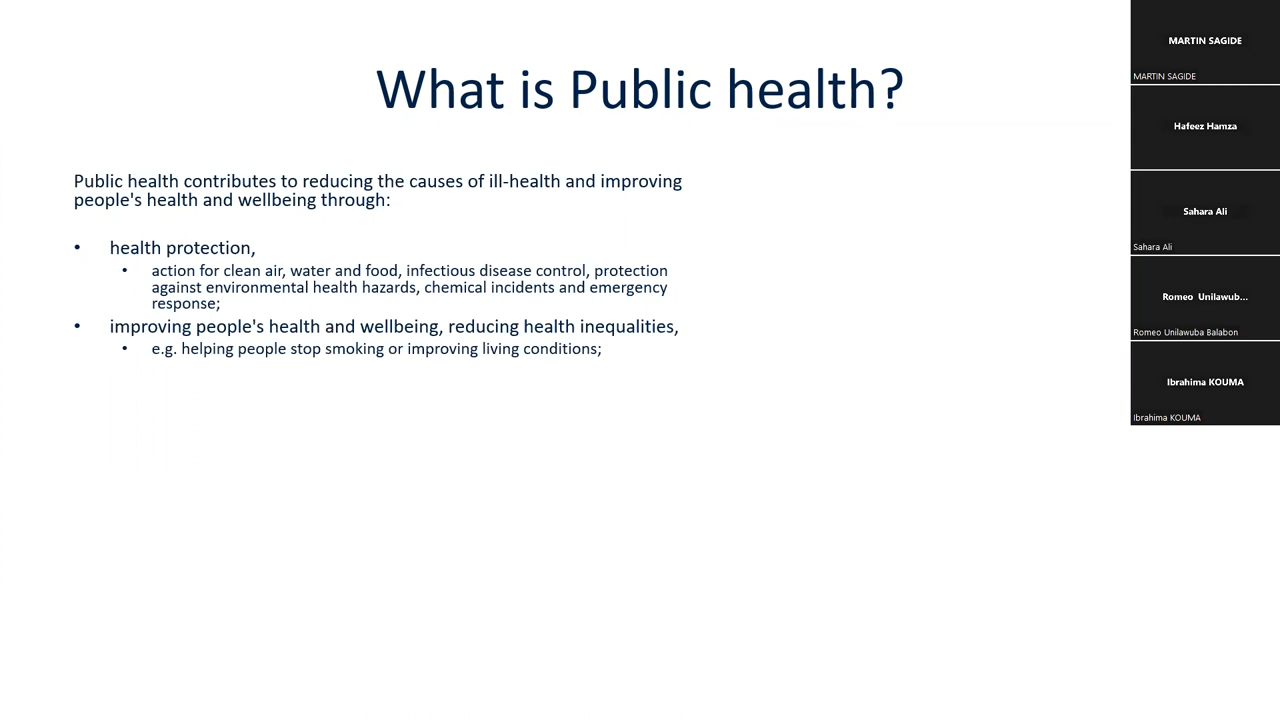 What is Public health?
Public health contributes to reducing the causes of ill-health and improving
people's health and wellbeing through:
• health protection,
• action for clean air, water and food, infectious disease control, protection
against environmental health hazards, chemical incidents and emergency
response;
• improving people's health and wellbeing, reducing health inequalities,
• e.g. helping people stop smoking or improving living conditions;
MARTIN SAGIDE
MARTIN SAGIDE
Hafeez Hamza
Sahara Ali
Sahara Ali
Romeo Unilawub...
Romeo Unilawuba Balabon
Ibrahima KOUMA
Ibrahima KOUMA